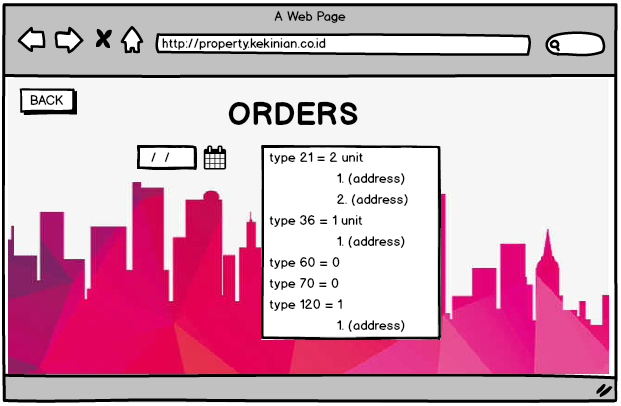 A Web Page
http://property.kekinian.co.id
BACK
ORDERS
/ /
type 21 = 2 unit
1. (address)
2. (address)
type 36 = 1 unit
1. (address)
type 60 = 0
type 70 = 0
type 120 = 1
1. (address)